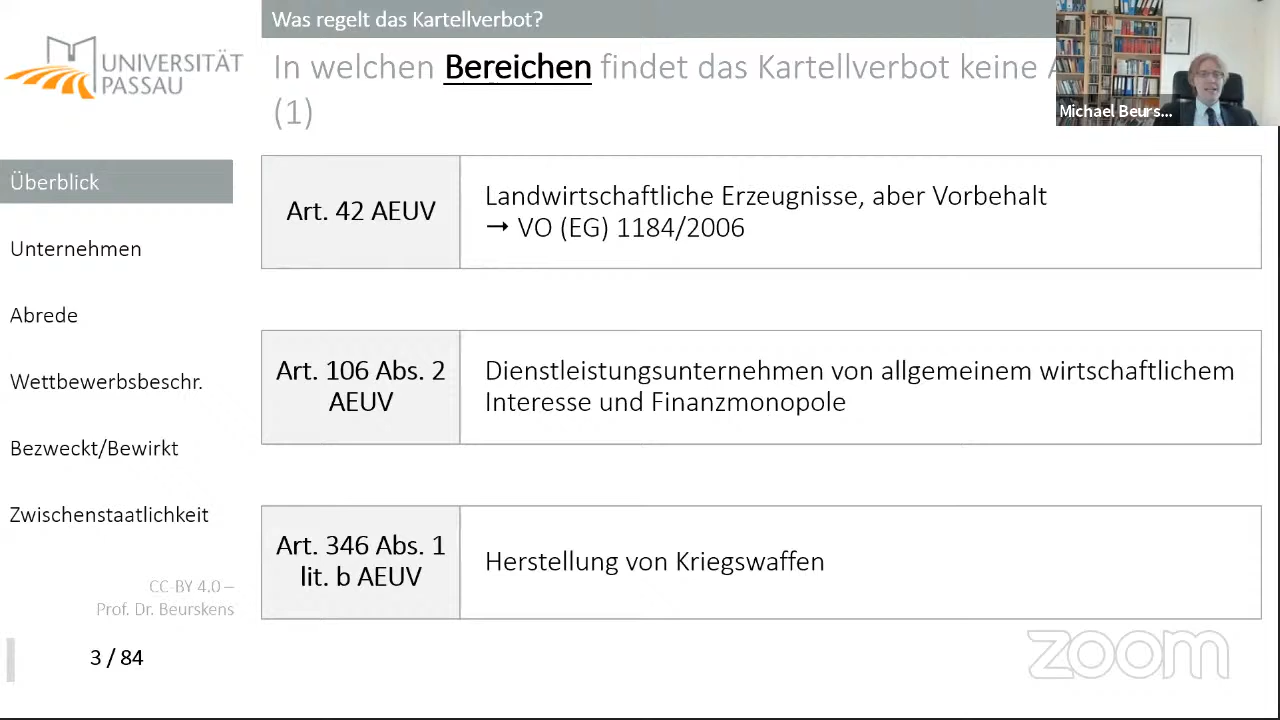 Was regelt das Kartellverbot?
UNIVERSITÄT
PASSAU
In welchen Bereichen findet das Kartellverbot keine
(1)
Michael Beurs...
Überblick
Unternehmen
Abrede
Wettbewerbsbeschr.
Bezweckt/Bewirkt
Zwischenstaatlichkeit
CC-BY 4.0 –
Prof. Dr. Beurskens
3 / 84
Art. 42 AEUV
Landwirtschaftliche Erzeugnisse, aber Vorbehalt
→ VO (EG) 1184/2006
Art. 106 Abs. 2
AEUV
Dienstleistungsunternehmen von allgemeinem wirtschaftlichem
Interesse und Finanzmonopole
Art. 346 Abs. 1
lit. b AEUV
Herstellung von Kriegswaffen
zoom